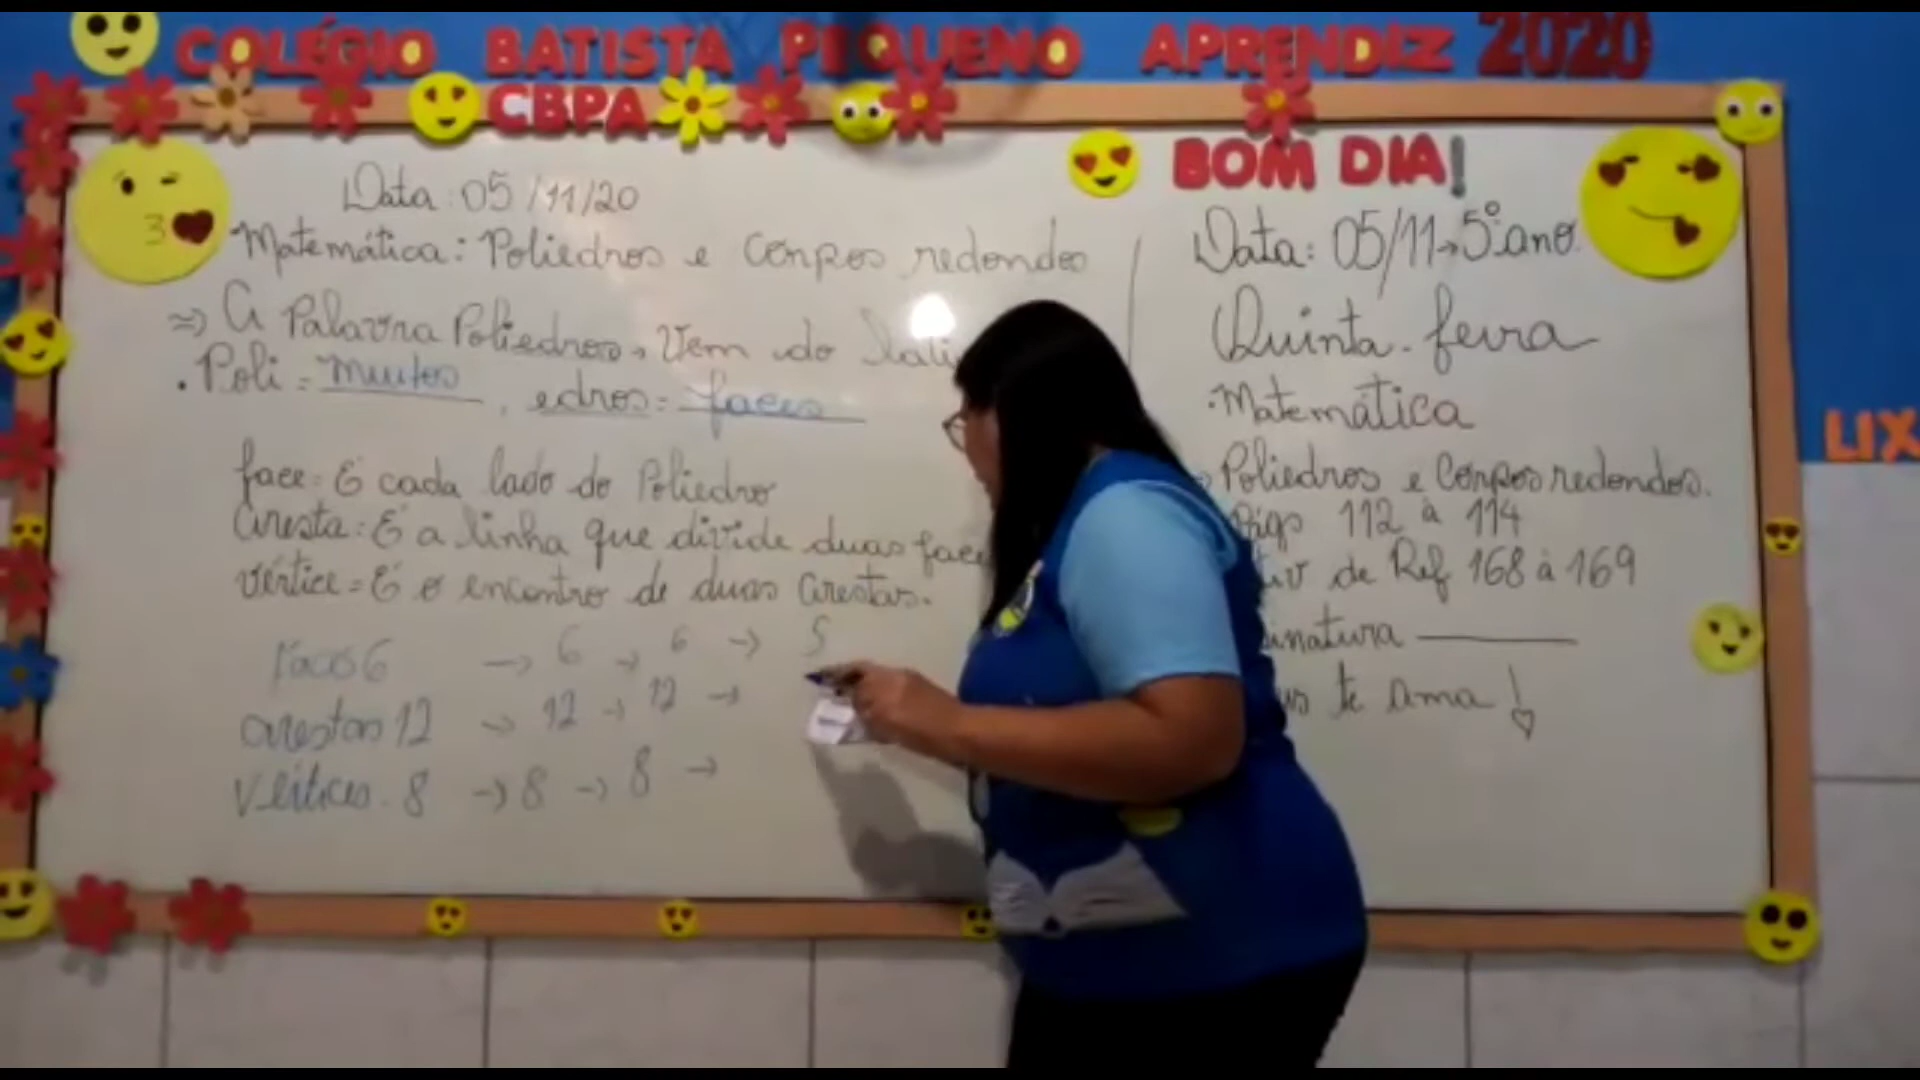 COLÉGIO BATISTA PEQUENO APRENDIZ 2020
CBPA
BOM DIA!
Data: 05/11/20
Matemática: Poliedros e Corpos redondos
=> A Palavra Poliedros, Vem do
. Poli = muitos, edros: faces
face: É cada lado do Poliedro
Aresta: É a linha que divide duas
vértice = É o encontro de duas Arestas.
faces 6 → 6 → 6 → 5
arestas 12 → 12 → 12 →
Vértices. 8 → 8 → 8 →
Data: 05/11→5º ano
Quinta-feira
.Matemática
Poliedros e Corpos redondos.
Págs 112 à 114
de Ref 168 à 169
te ama!
LIX